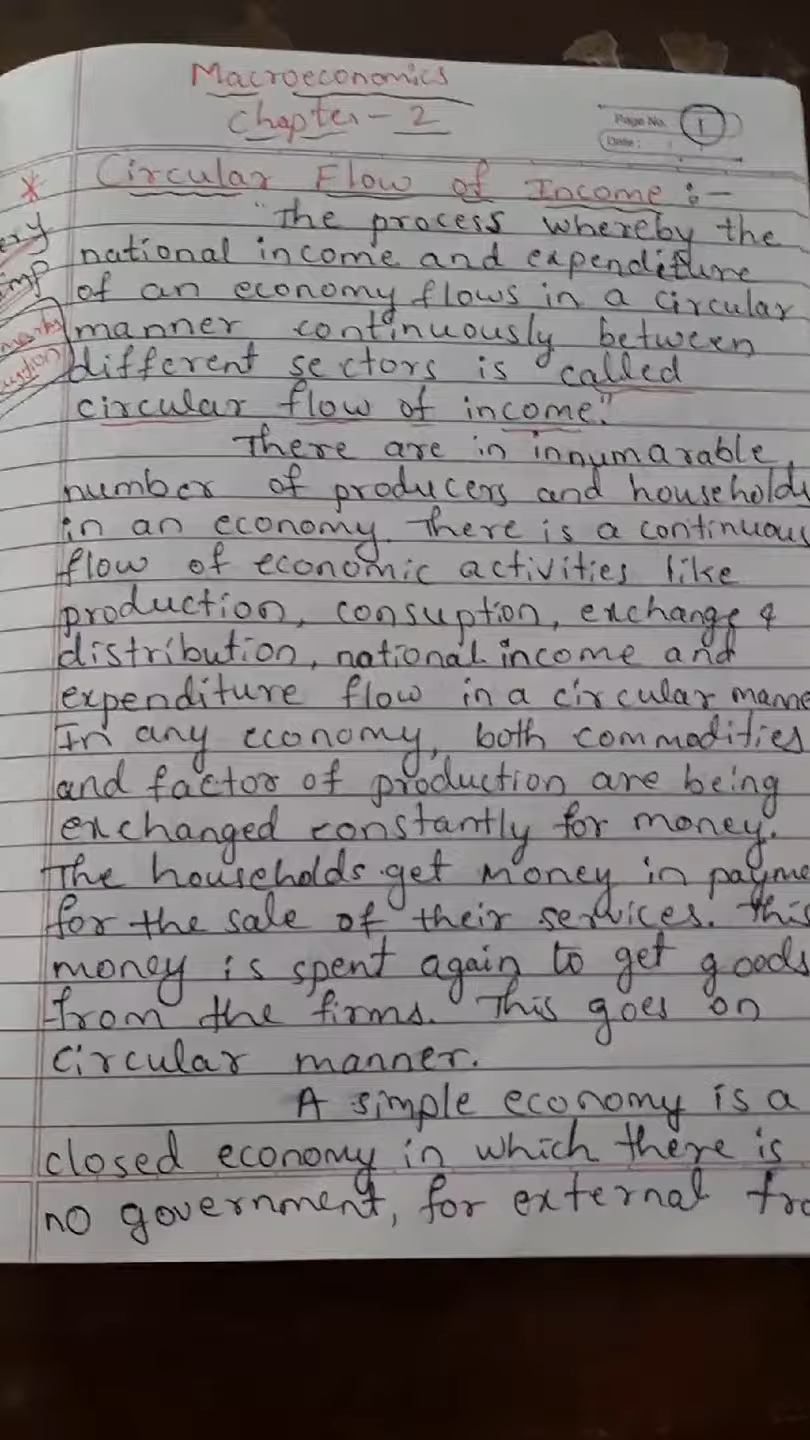 Macroeconomics
Chapter - 2
Page No. 1
Date :
* Circular Flow of Income :-
"The process whereby the
national income and expenditure
of an economy flows in a circular
manner continuously between
different sectors is called
circular flow of income."
There are in innumarable
number of producers and households
in an economy. There is a continuous
flow of economic activities like
production, consuption, exchange &
distribution, national income and
expenditure flow in a circular manne
In any economy, both commodities
and factor of production are being
exchanged constantly for money.
The households get money in payme
for the sale of their services. This
money is spent again to get goods
from the firms. This goes on
circular manner.
A simple economy is a
closed economy in which there is
no government, for external tra